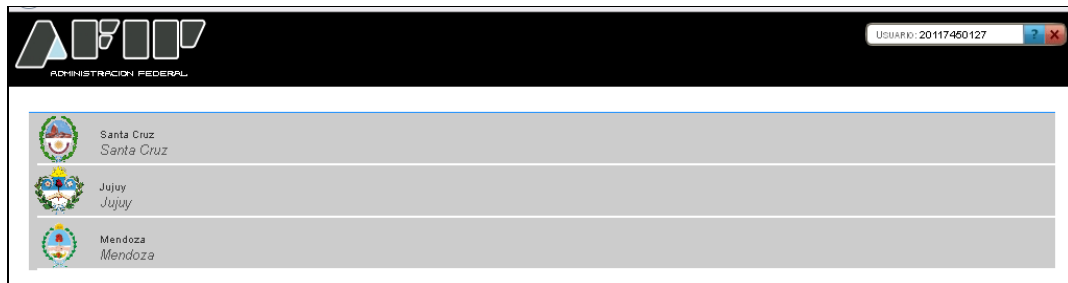 AFIP
ADMINISTRACION FEDERAL
USUARIO: 20117450127
? X
Santa Cruz
Santa Cruz
Jujuy
Jujuy
Mendoza
Mendoza